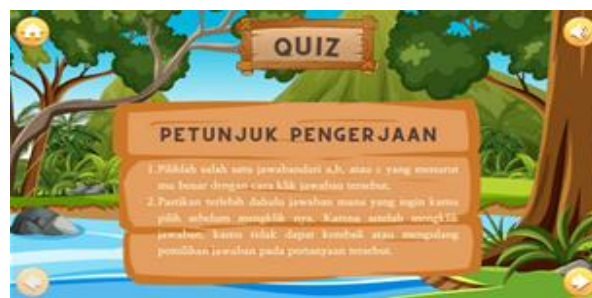 QUIZ
PETUNJUK PENGERJAAN
1.Pilihlah salah satu jawabandari a,b, atau c yang menurut
mu benar dengan cara klik jawaban tersebut.
2.Pastikan terlebih dahulu jawaban mana yang ingin kamu
pilih sebelum mengklik nya. Karena setelah mengklik
jawaban, kamu tidak dapat kembali atau mengulang
pemilihan jawaban pada pertanyaan tersebut.